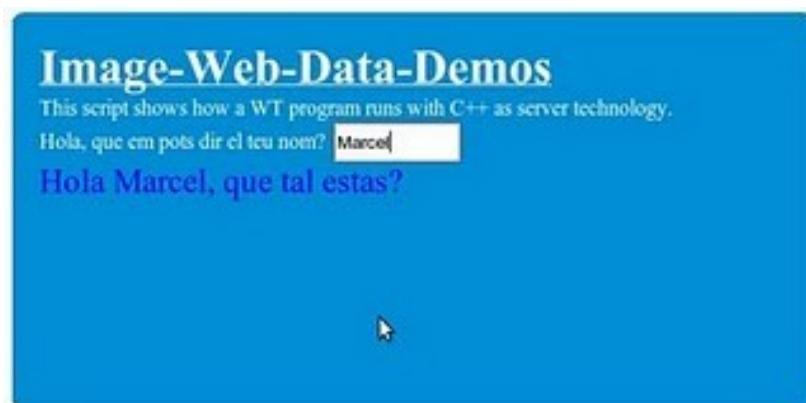 Image-Web-Data-Demos
This script shows how a WT program runs with C++ as server technology.
Hola, que em pots dir el teu nom? Marcel
Hola Marcel, que tal estas?